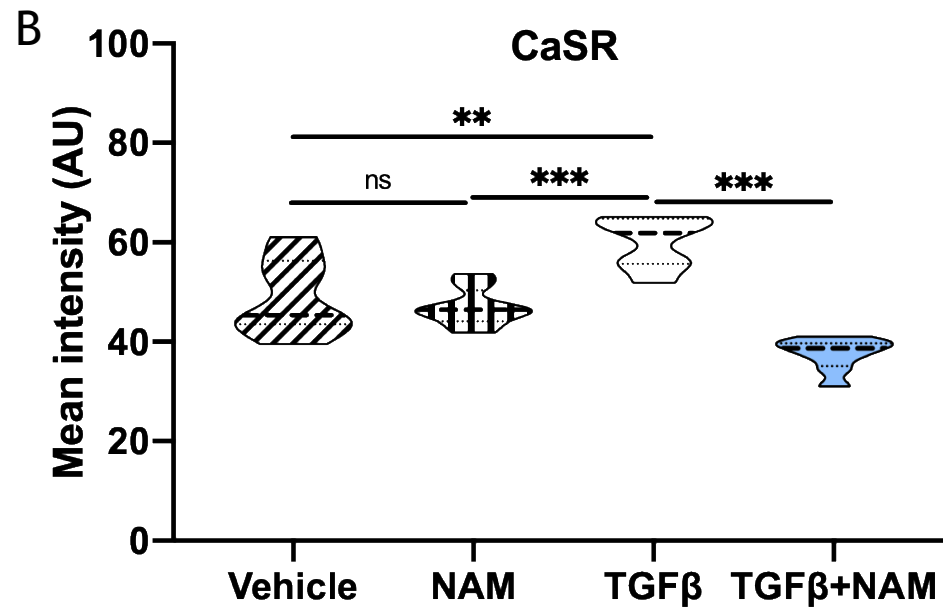 B
CaSR
Mean intensity (AU)
100
80
60
40
20
0
**
ns
***
***
Vehicle NAM TGFβ TGFβ+NAM